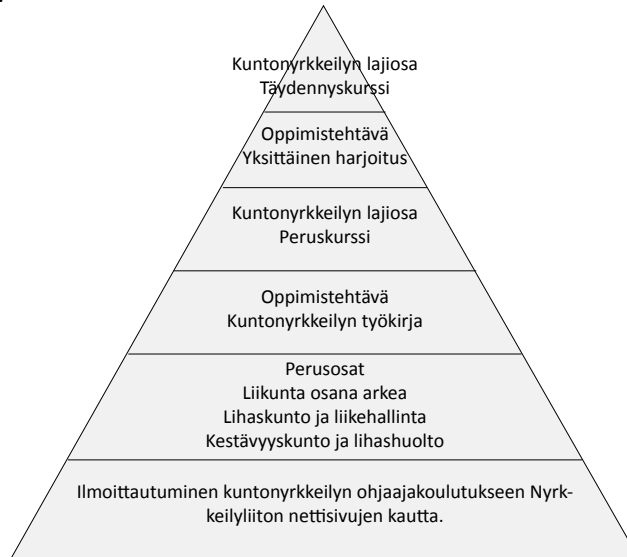 Kuntonyrkkeilyn lajiosa
Täydennyskurssi
Oppimistehtävä
Yksittäinen harjoitus
Kuntonyrkkeilyn lajiosa
Peruskurssi
Oppimistehtävä
Kuntonyrkkeilyn työkirja
Perusosat
Liikunta osana arkea
Lihaskunto ja liikehallinta
Kestävyyskunto ja lihashuolto
Ilmoittautuminen kuntonyrkkeilyn ohjaajakoulutukseen Nyrk-
keilyliiton nettisivujen kautta.